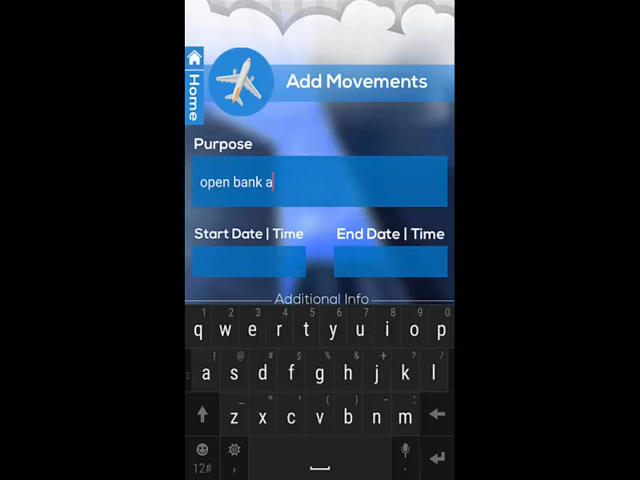 Home
Add Movements
Purpose
open bank a
Start Date | Time
End Date | Time
Additional Info
1 2 3 4 5 6 7 8 9 0
q w e r t y u i o p
! @ # $ % & * + ? /
a s d f g h j k l
_ " ' ( ) - :
z x c v b n m
12# , .